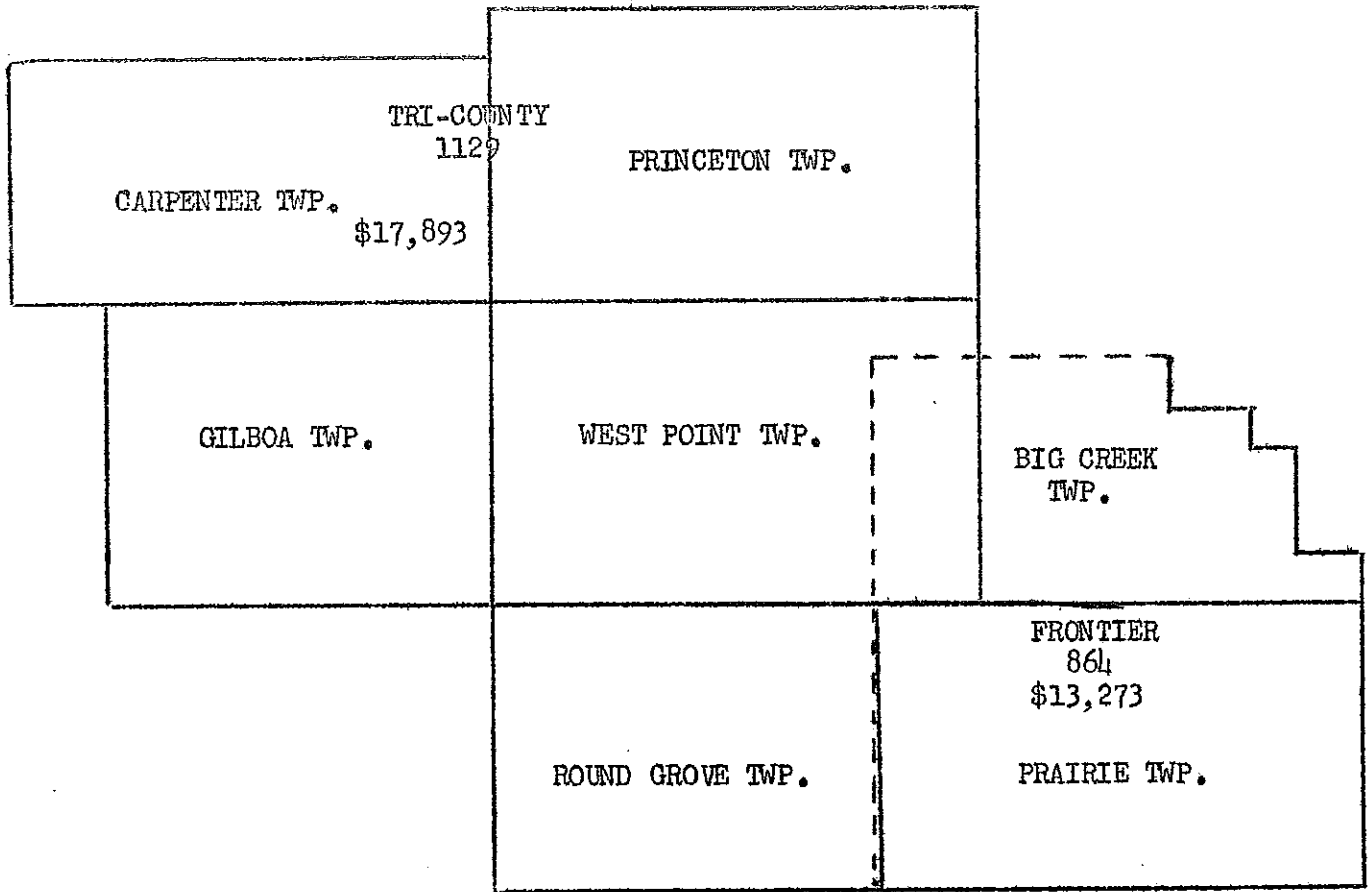 TRI-COUNTY
1129
PRINCETON TWP.
CARPENTER TWP.
$17,893
GILBOA TWP.
WEST POINT TWP.
BIG CREEK
TWP.
FRONTIER
864
$13,273
ROUND GROVE TWP.
PRAIRIE TWP.